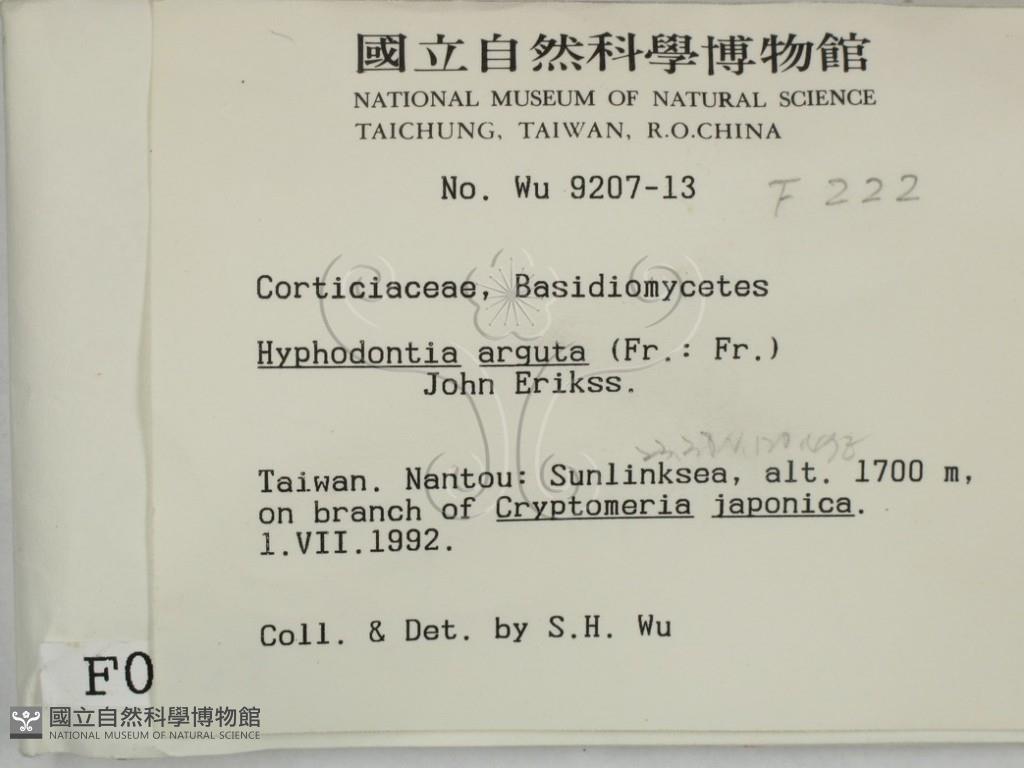 國立自然科學博物館
NATIONAL MUSEUM OF NATURAL SCIENCE
TAICHUNG, TAIWAN, R.O.CHINA
No. Wu 9207-13 F 222
Corticiaceae, Basidiomycetes
Hyphodontia arguta (Fr.: Fr.)
John Erikss.
Taiwan. Nantou: Sunlinksea, alt. 1700 m,
on branch of Cryptomeria japonica.
1.VII.1992.
Coll. & Det. by S.H. Wu
F0
國立自然科學博物館
NATIONAL MUSEUM OF NATURAL SCIENCE